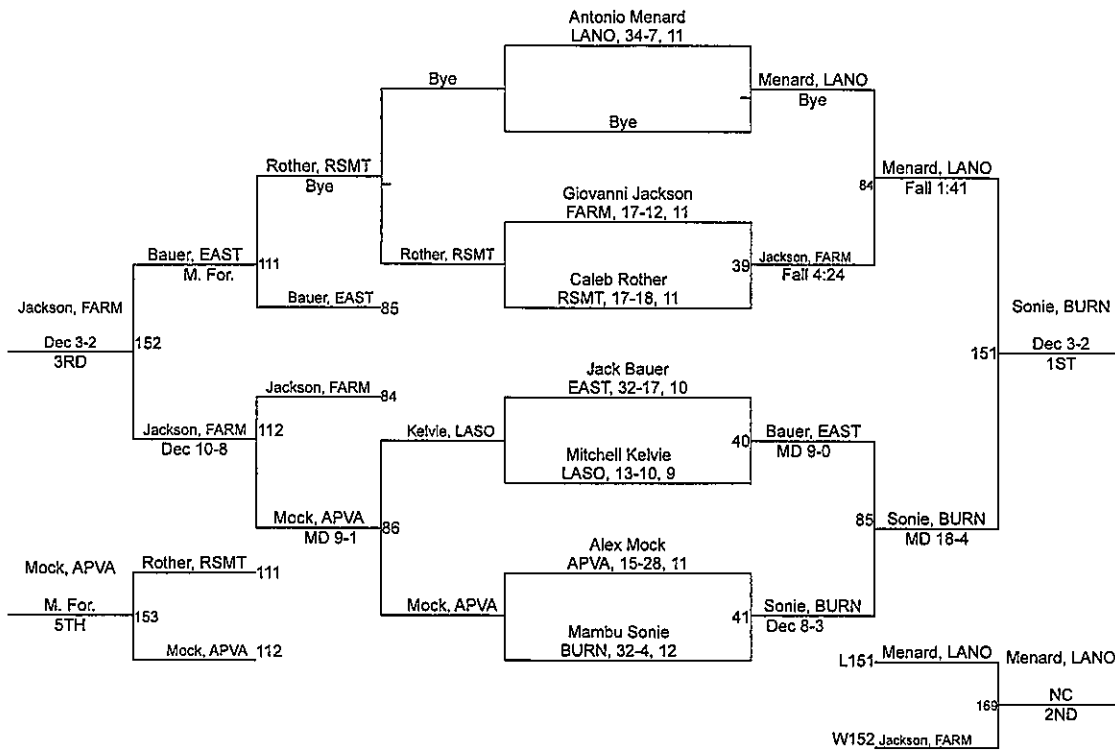 Antonio Menard
LANO, 34-7, 11
Bye
Menard, LANO
Bye
Bye
Rother, RSMT
Bye
84
Menard, LANO
Fall 1:41
Giovanni Jackson
FARM, 17-12, 11
Bauer, EAST
M. For.
111
Rother, RSMT
39
Jackson, FARM
Fall 4:24
Caleb Rother
RSMT, 17-18, 11
Bauer, EAST
85
Jackson, FARM
Dec 3-2
3RD
152
Sonie, BURN
151
Dec 3-2
1ST
Jack Bauer
EAST, 32-17, 10
Jackson, FARM
84
Jackson, FARM
Dec 10-8
112
Kelvie, LASO
40
Bauer, EAST
MD 9-0
Mitchell Kelvie
LASO, 13-10, 9
Mock, APVA
MD 9-1
86
85
Sonie, BURN
MD 18-4
Alex Mock
APVA, 15-28, 11
Mock, APVA
M. For.
5TH
Rother, RSMT
111
153
Mock, APVA
41
Sonie, BURN
Dec 8-3
Mambu Sonie
BURN, 32-4, 12
Mock, APVA
112
L151
Menard, LANO
Menard, LANO
169
NC
2ND
W152
Jackson, FARM